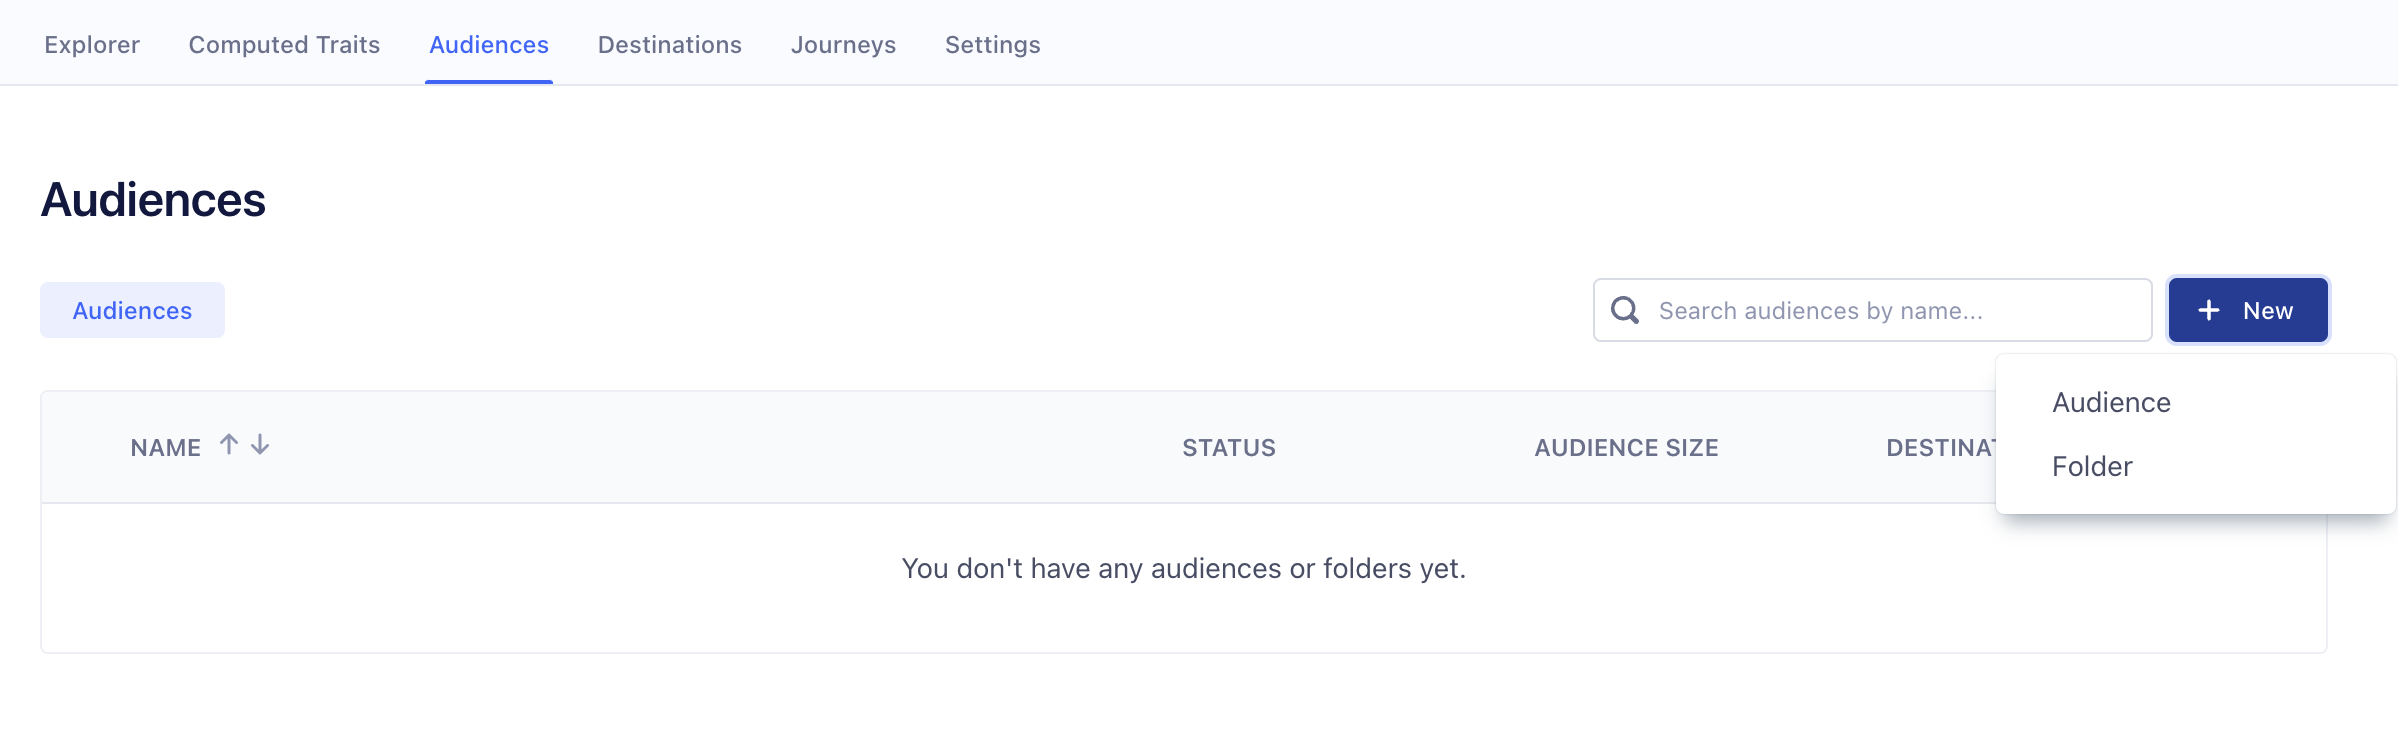 Explorer Computed Traits Audiences Destinations Journeys Settings
Audiences
Audiences Search audiences by name... + New
Audience
Folder
NAME ↑ ↓ STATUS AUDIENCE SIZE DESTINAT
You don't have any audiences or folders yet.